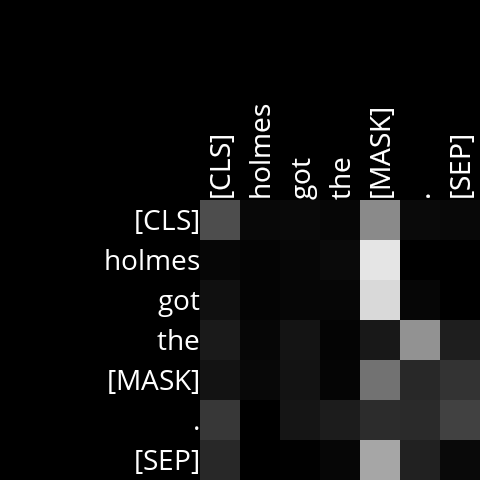 [CLS] holmes got the [MASK] . [SEP]
[CLS]
holmes
got
the
[MASK]
.
[SEP]